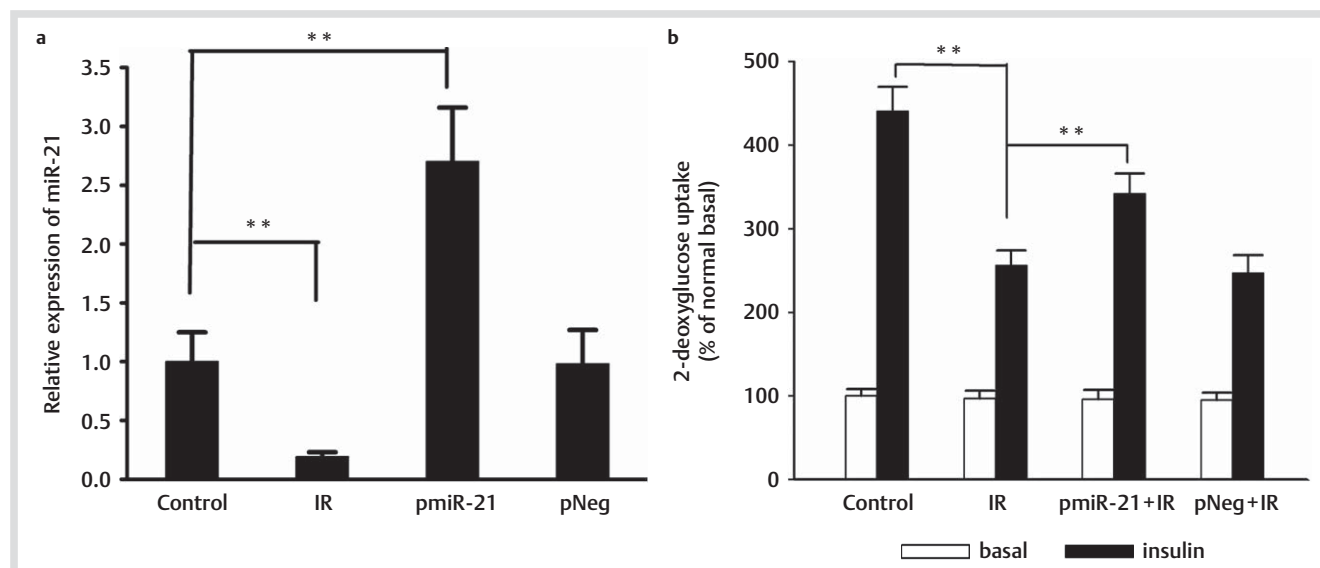 a
**
3.5
3.0
2.5
2.0
1.5
1.0
0.5
0.0
Relative expression of miR-21
**
Control IR pmiR-21 pNeg
b
**
**
500
400
300
200
100
0
2-deoxyglucose uptake
(% of normal basal)
Control IR pmiR-21+IR pNeg+IR
basal insulin